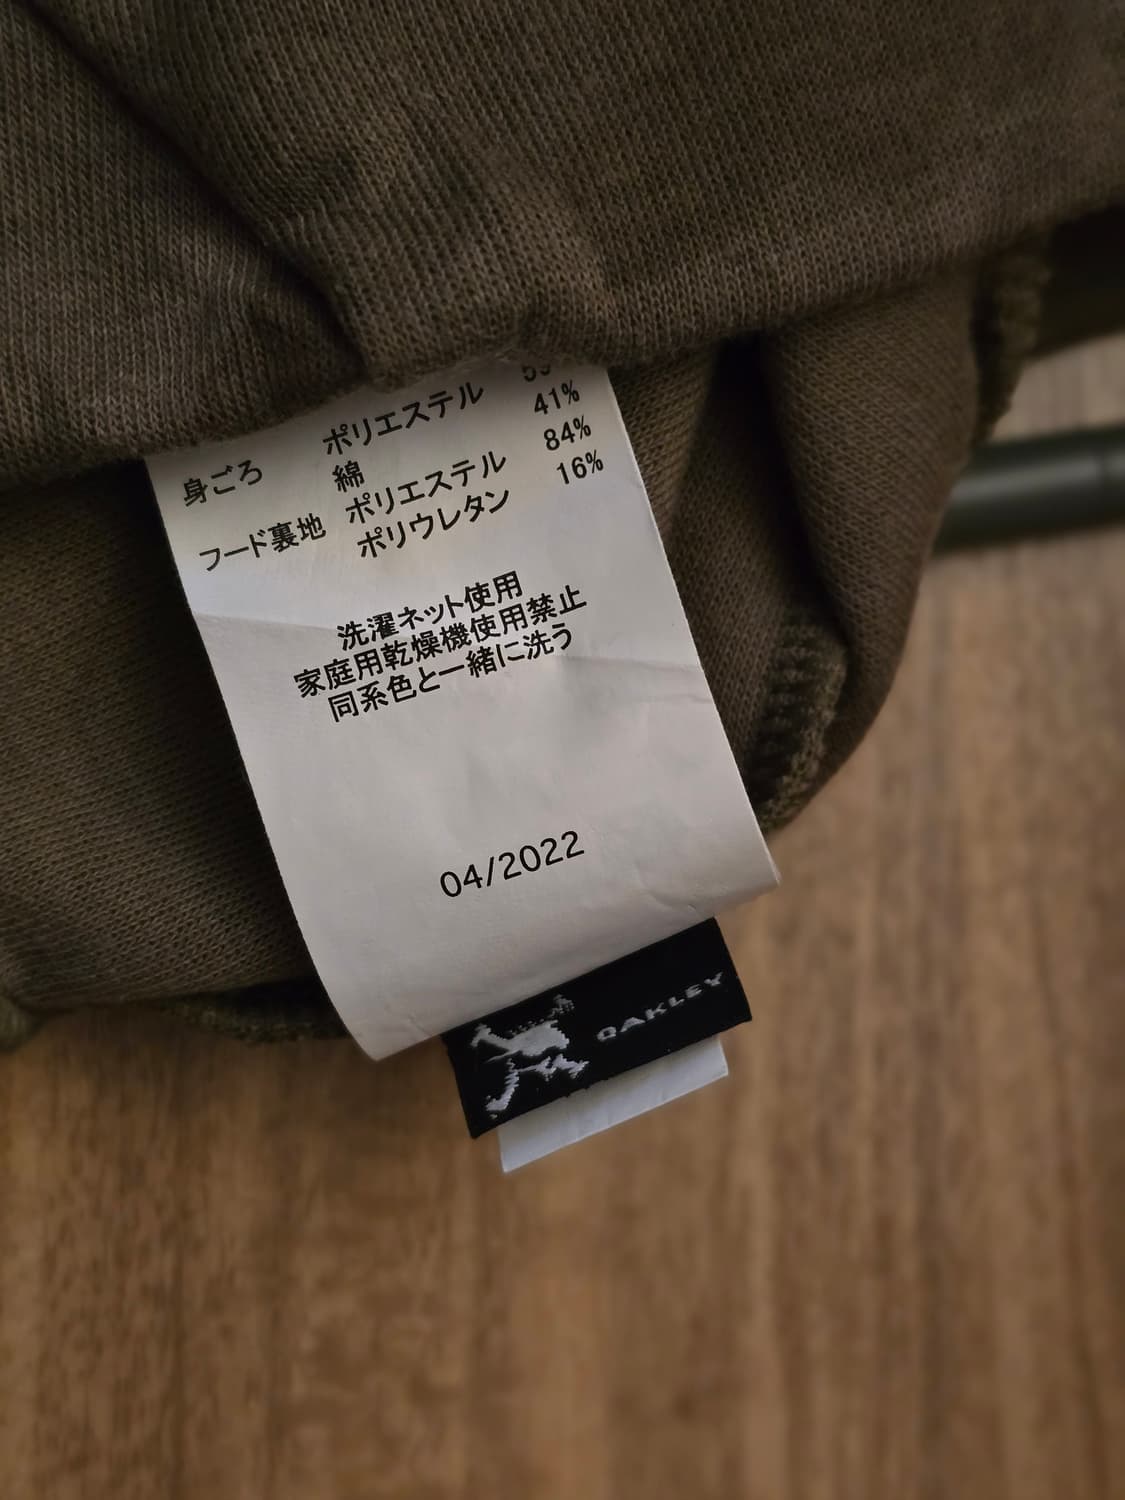 身ごろ ポリエステル
綿 41%
フード裏地 ポリエステル 84%
ポリウレタン 16%
洗濯ネット使用
家庭用乾燥機使用禁止
同系色と一緒に洗う
04/2022
OAKLEY